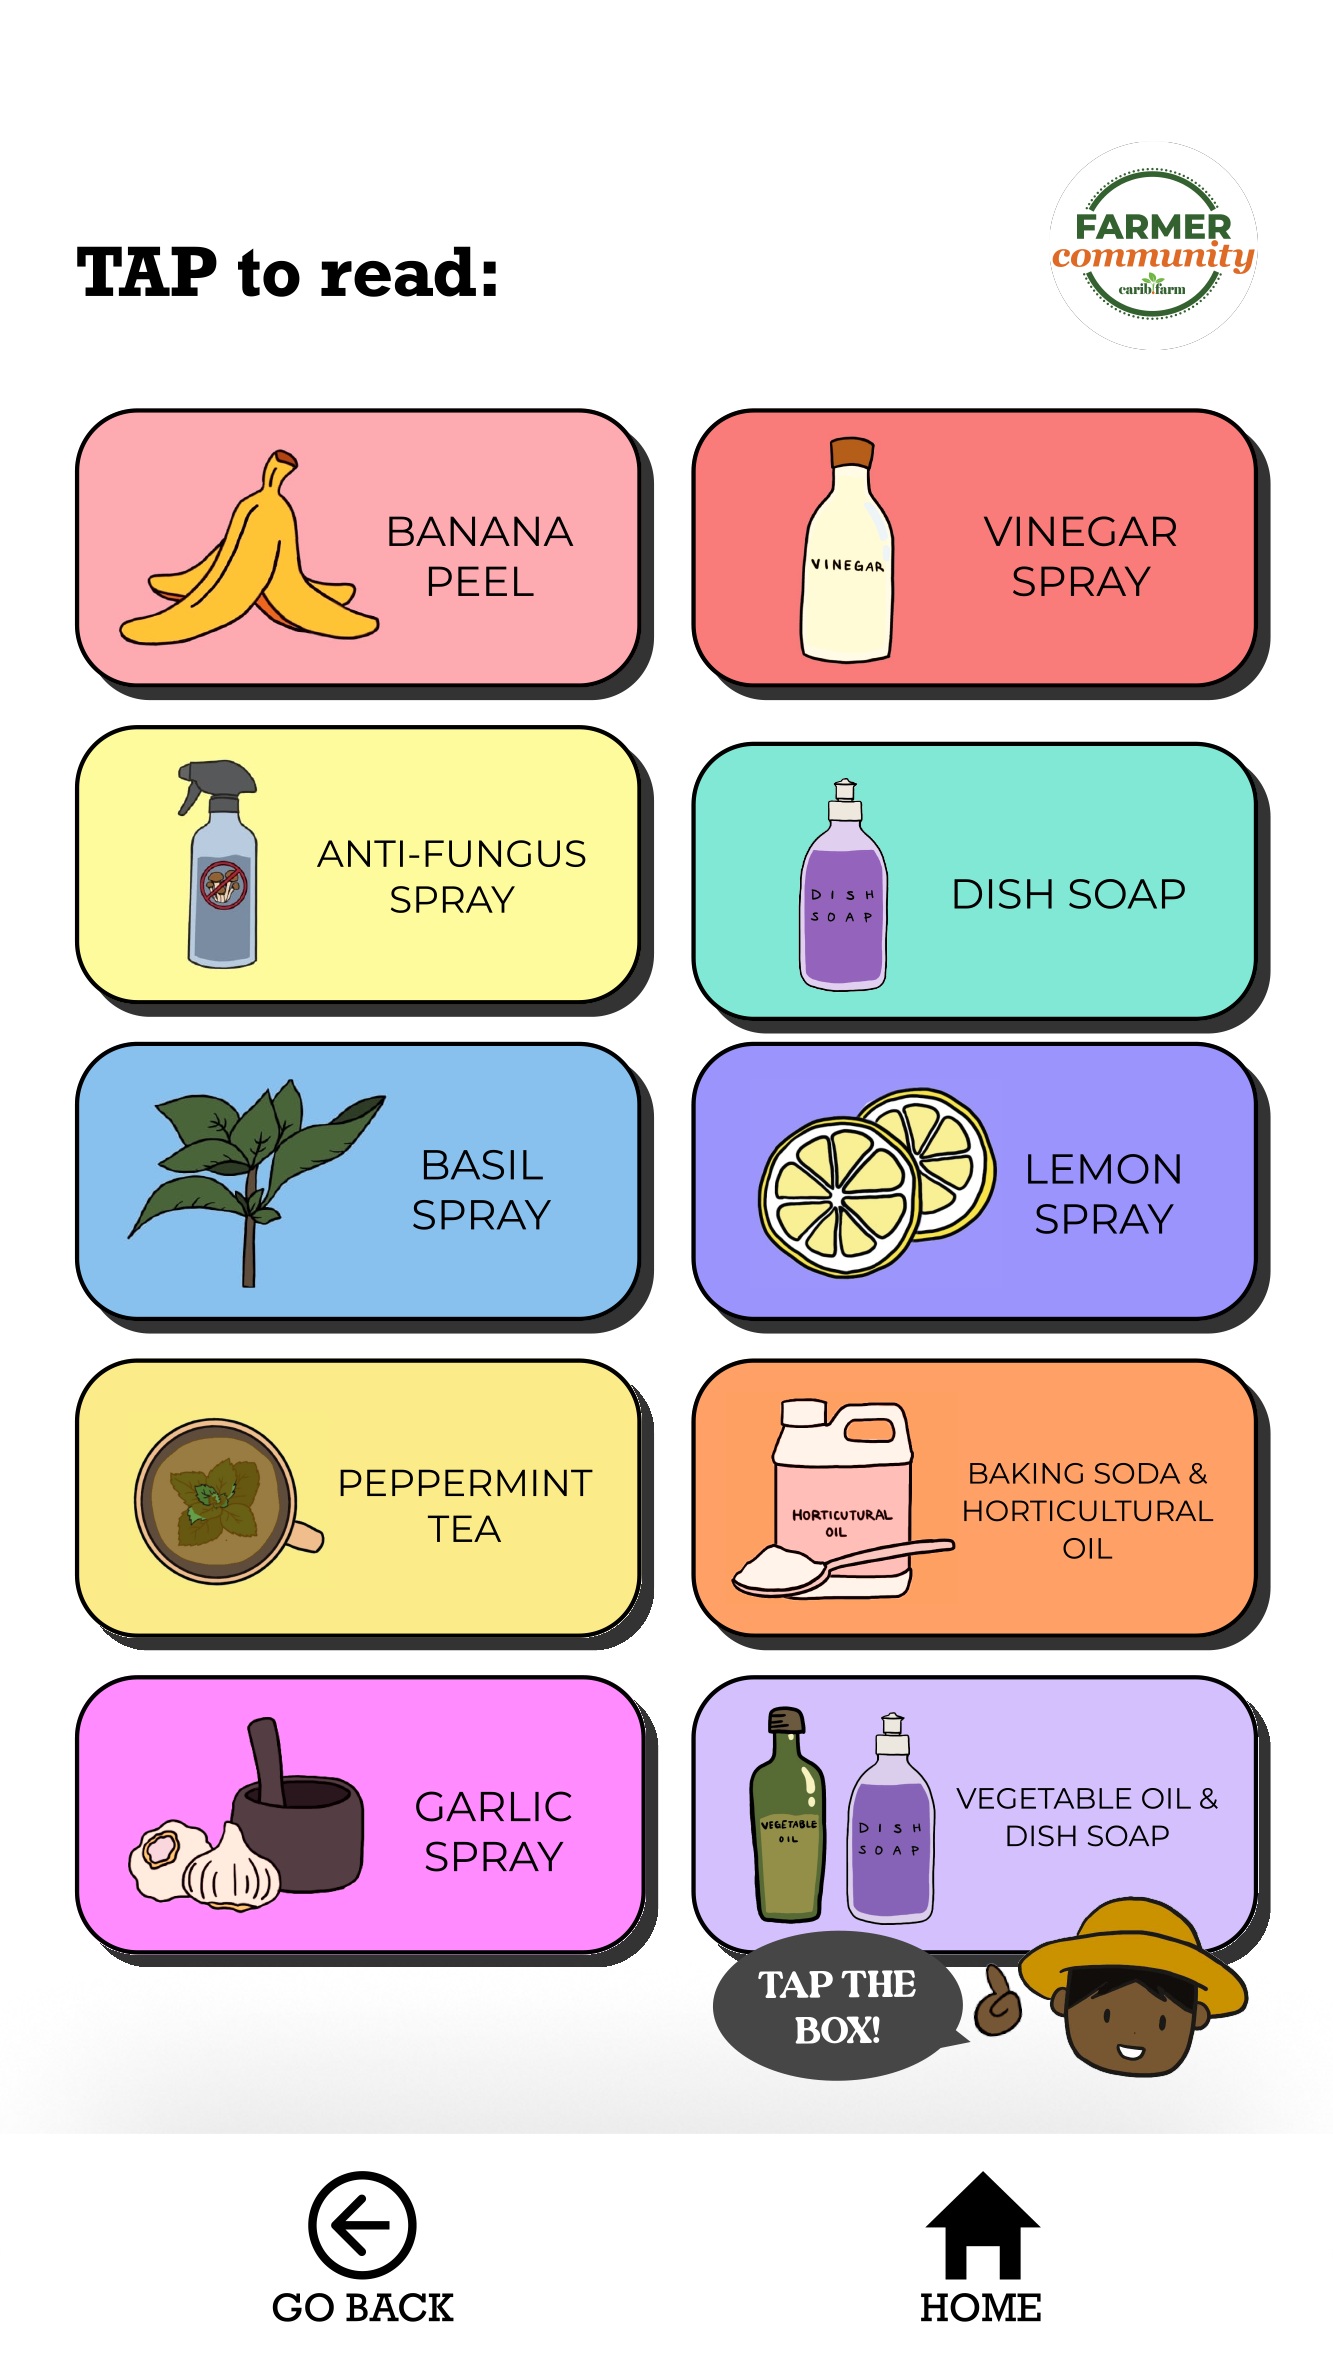 FARMER
community
caribfarm
TAP to read:
BANANA
PEEL
VINEGAR
VINEGAR
SPRAY
ANTI-FUNGUS
SPRAY
DISH
SOAP
DISH SOAP
BASIL
SPRAY
LEMON
SPRAY
PEPPERMINT
TEA
HORTICUTURAL
OIL
BAKING SODA &
HORTICULTURAL
OIL
GARLIC
SPRAY
VEGETABLE
OIL
DISH
SOAP
VEGETABLE OIL &
DISH SOAP
TAP THE
BOX!
GO BACK
HOME